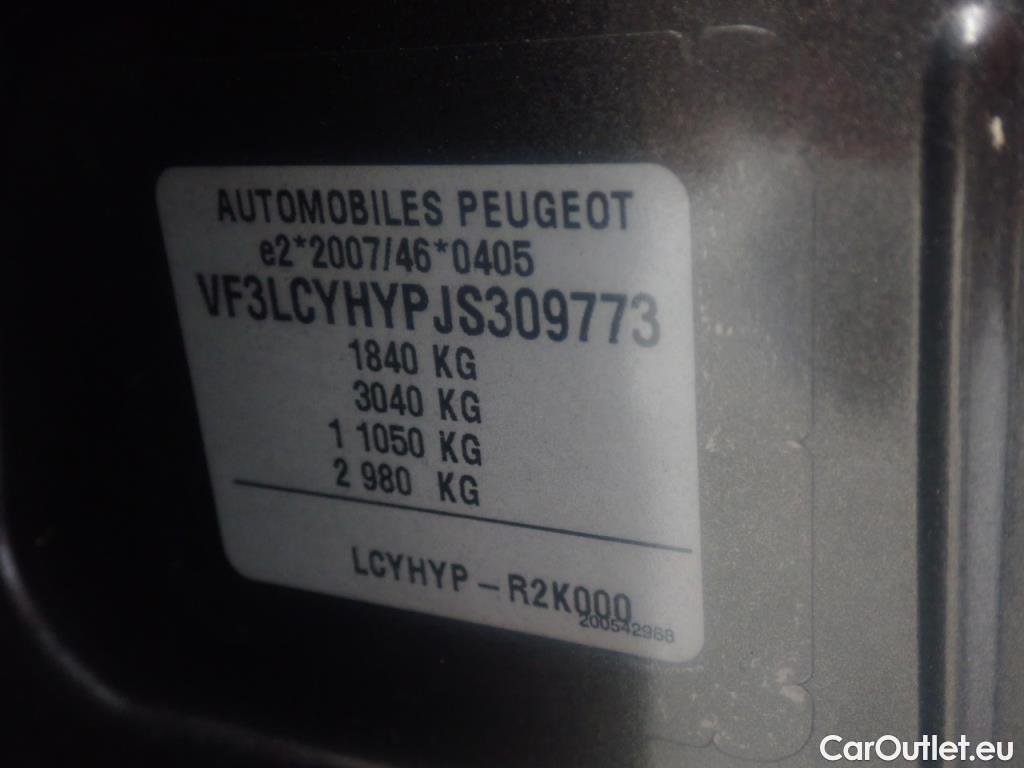 AUTOMOBILES PEUGEOT
e2*2007/46*0405
VF3LCYHYPJS309773
1840 KG
3040 KG
1 1050 KG
2 980 KG
LCYHYP - R2K000
200542988
CarOutlet.eu